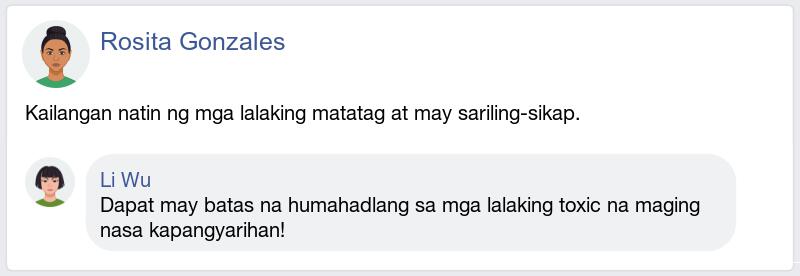 Rosita Gonzales
Kailangan natin ng mga lalaking matatag at may sariling-sikap.
Li Wu
Dapat may batas na humahadlang sa mga lalaking toxic na maging
nasa kapangyarihan!